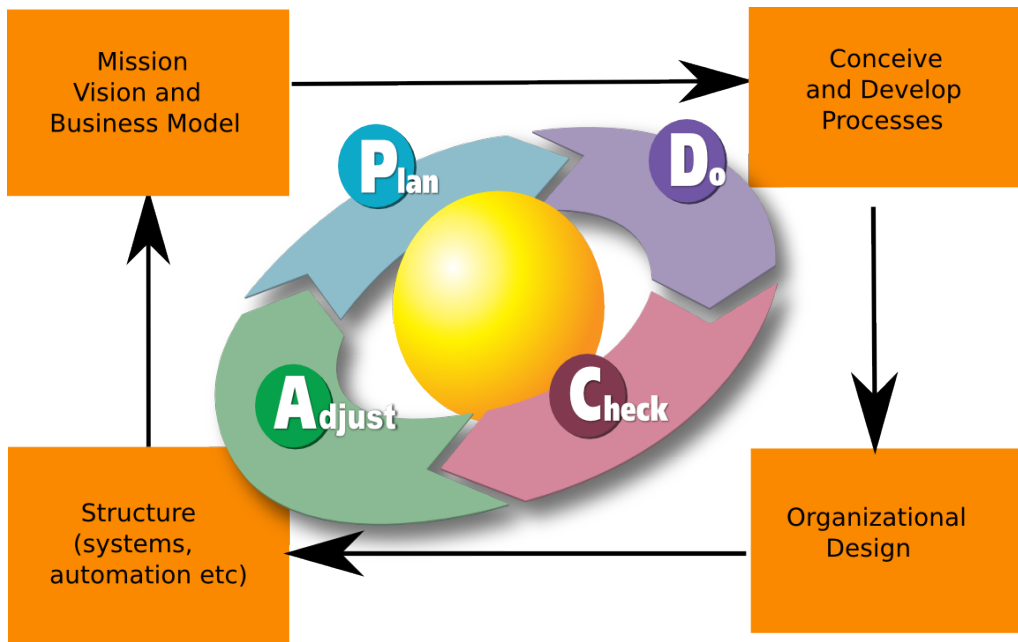 Mission
Vision and
Business Model
Conceive
and Develop
Processes
Plan
Do
Adjust
Check
Structure
(systems,
automation etc)
Organizational
Design